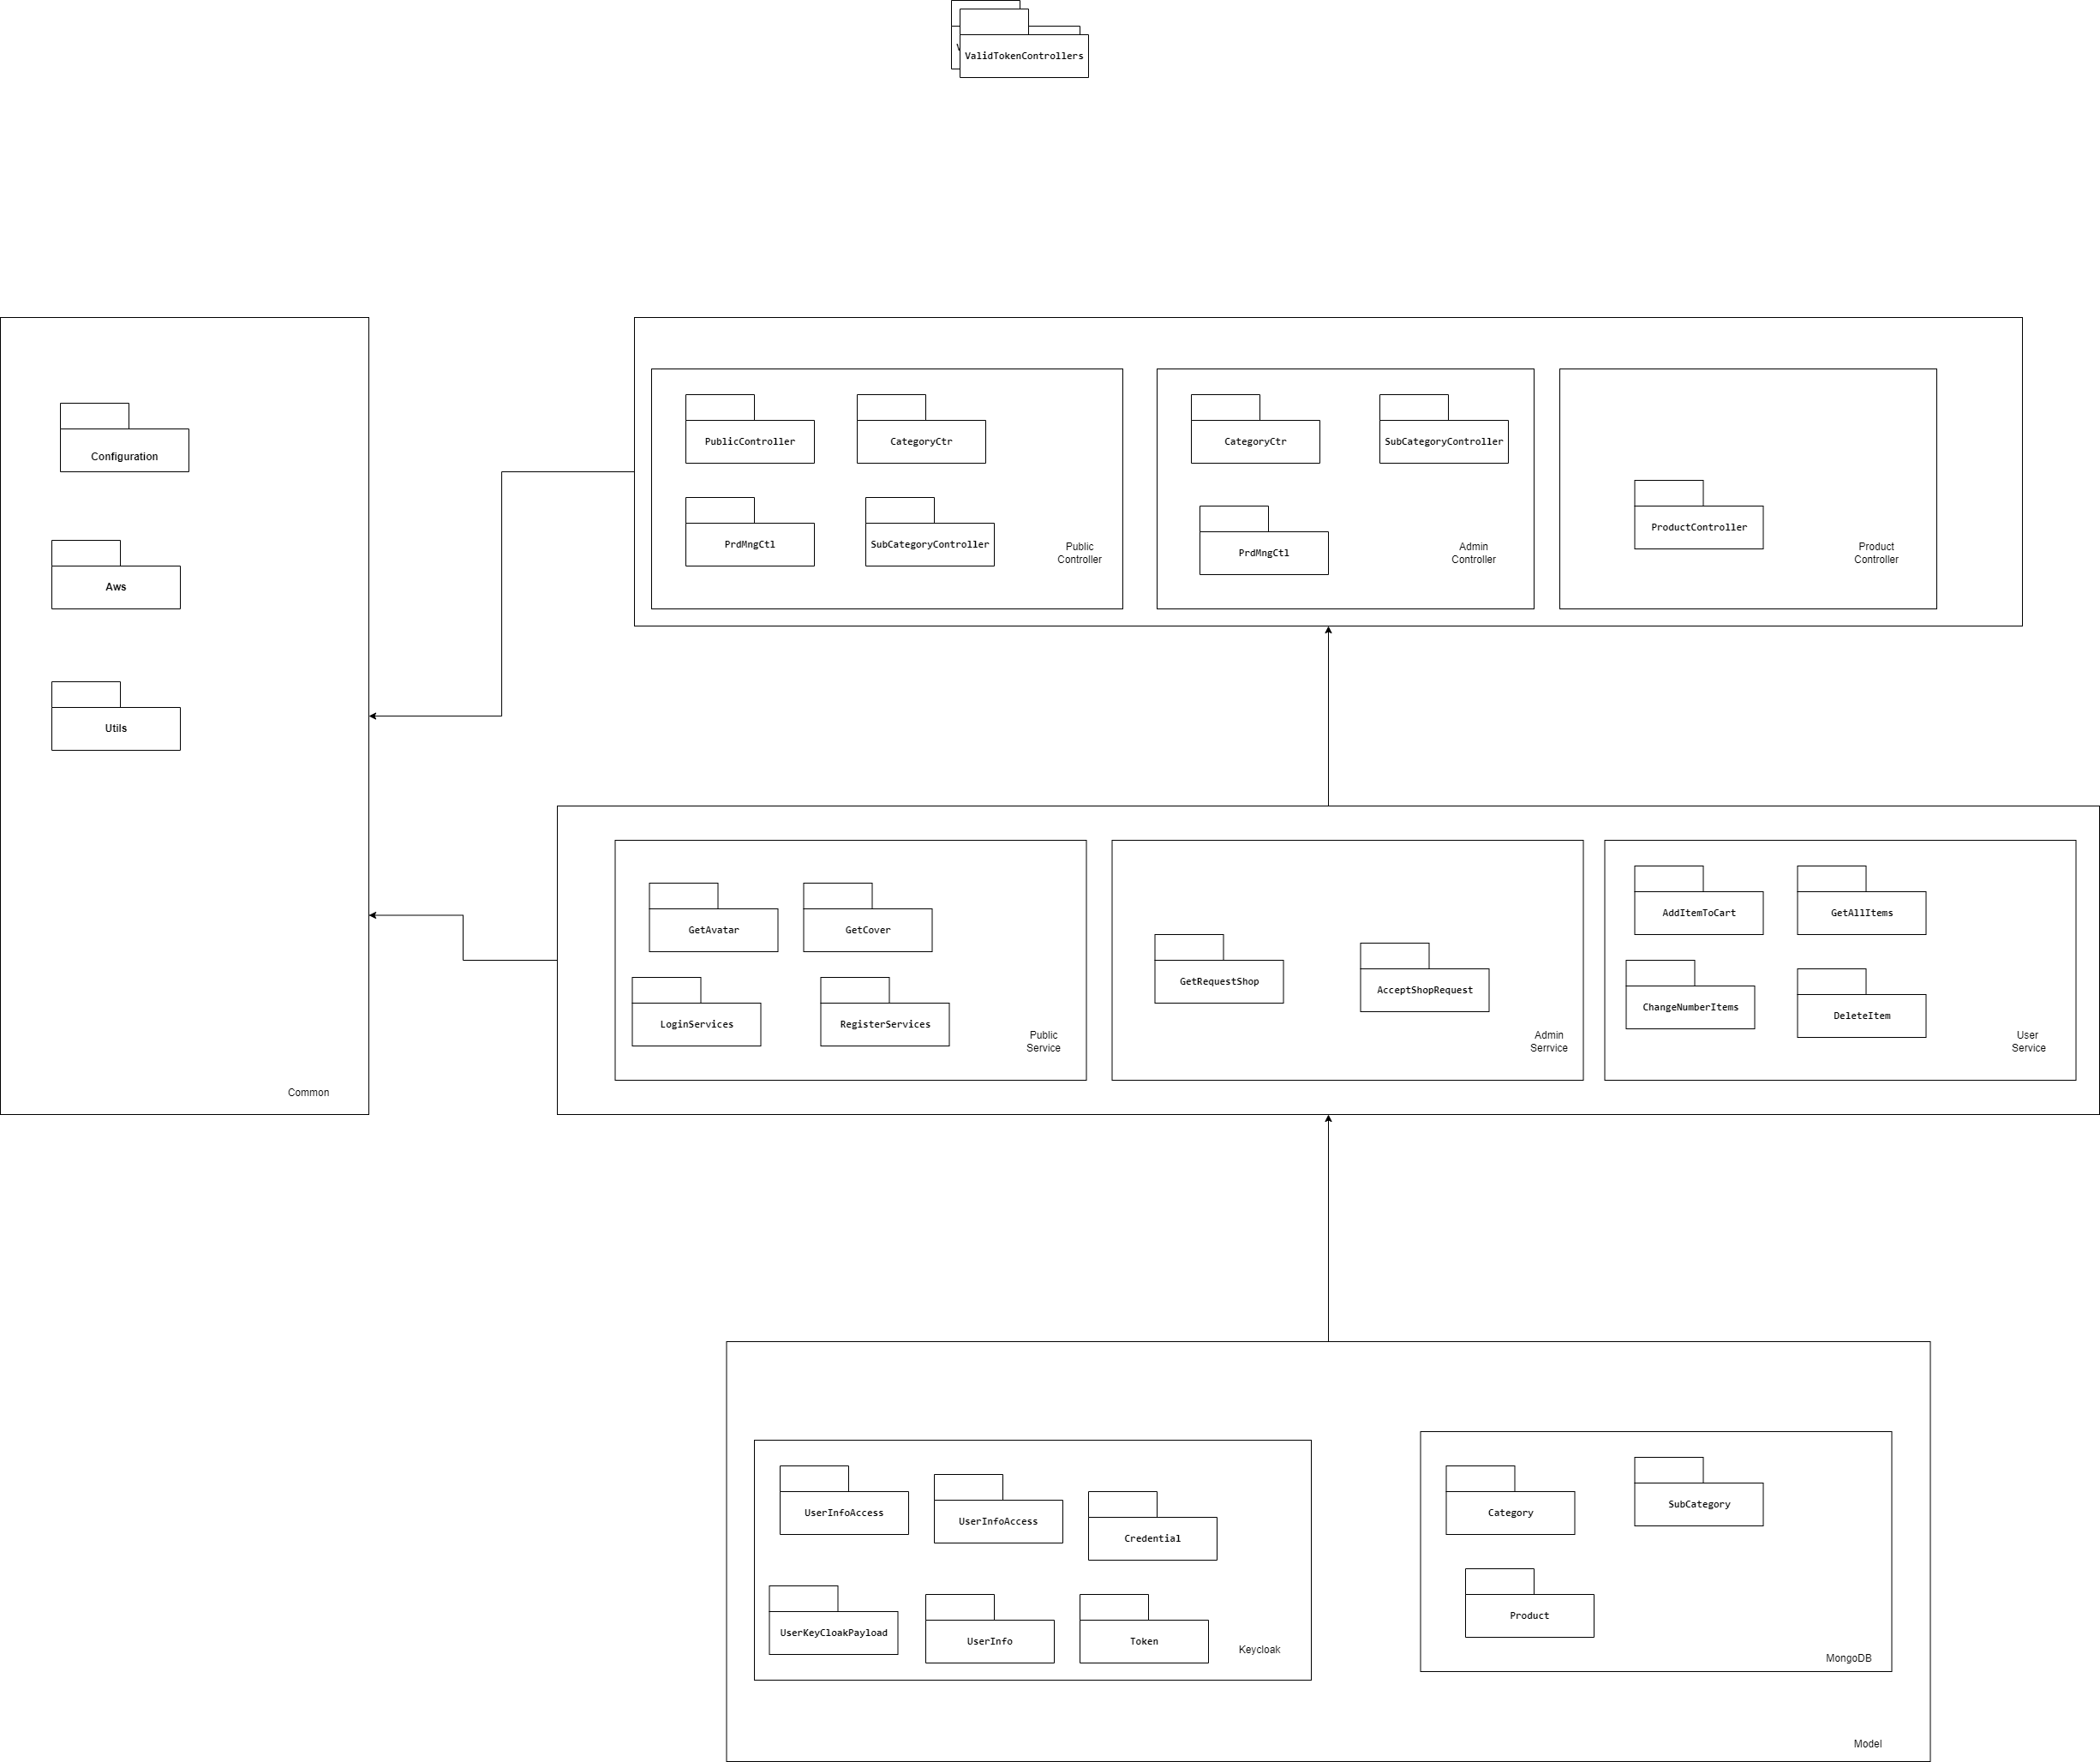 ValidTokenControllers
Configuration
Aws
Utils
Common
PublicController
CategoryCtr
PrdMngCtl
SubCategoryController
Public
Controller
CategoryCtr
SubCategoryController
PrdMngCtl
Admin
Controller
ProductController
Product
Controller
GetAvatar
GetCover
LoginServices
RegisterServices
Public
Service
GetRequestShop
AcceptShopRequest
Admin
Serrvice
AddItemToCart
GetAllItems
ChangeNumberItems
DeleteItem
User
Service
UserInfoAccess
UserInfoAccess
Credential
UserKeyCloakPayload
UserInfo
Token
Keycloak
Category
SubCategory
Product
MongoDB
Model